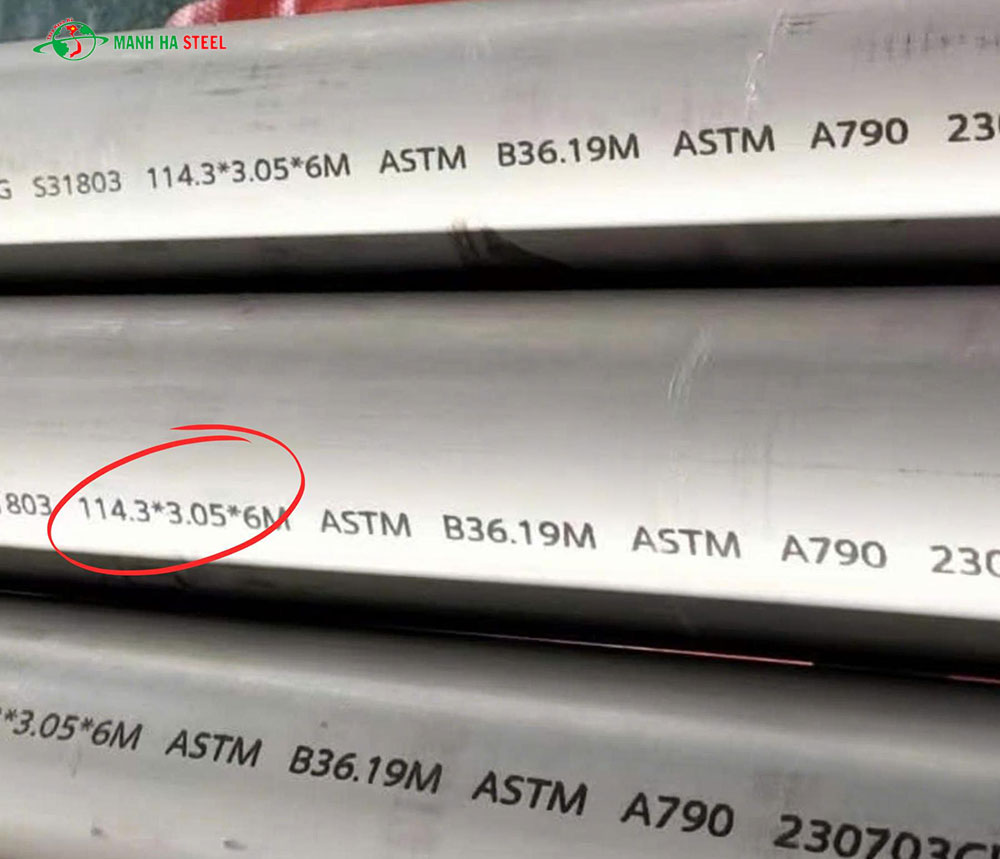 MANH HA STEEL
G S31803 114.3*3.05*6M ASTM B36.19M ASTM A790 23
803 114.3*3.05*6M ASTM B36.19M ASTM A790 230
*3.05*6M ASTM B36.19M ASTM A790 230703